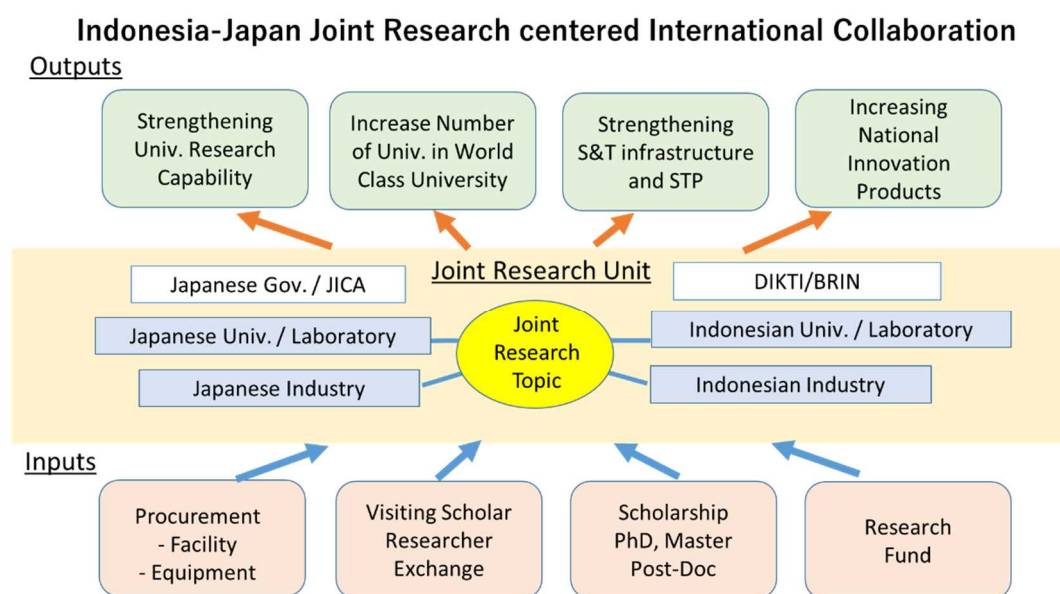 Indonesia-Japan Joint Research centered International Collaboration
Outputs
Strengthening
Univ. Research
Capability
Increase Number
of Univ. in World
Class University
Strengthening
S&T infrastructure
and STP
Increasing
National
Innovation
Products
Joint Research Unit
Japanese Gov. / JICA
Japanese Univ. / Laboratory
Japanese Industry
Joint
Research
Topic
DIKTI/BRIN
Indonesian Univ. / Laboratory
Indonesian Industry
Inputs
Procurement
- Facility
- Equipment
Visiting Scholar
Researcher
Exchange
Scholarship
PhD, Master
Post-Doc
Research
Fund